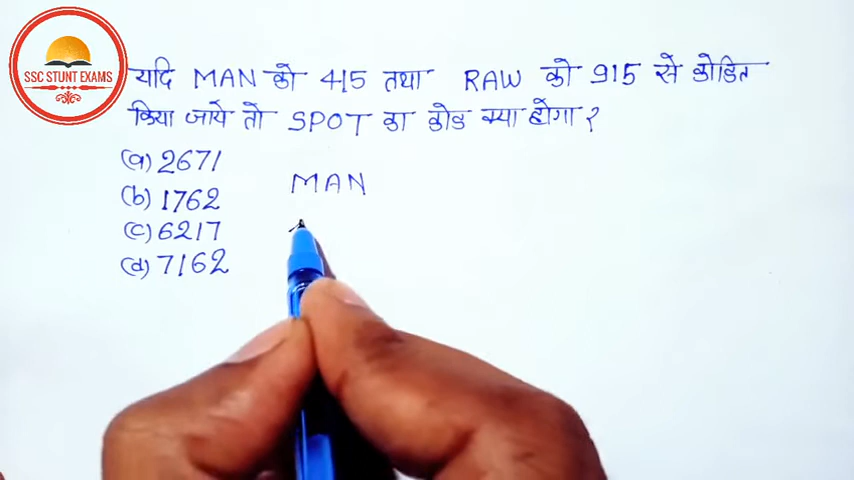 SSC STUNT EXAMS
यदि MAN को 415 तथा RAW को 915 से कोडित
किया जाये तो SPOT का कोड क्या होगा ?
(a) 2671
(b) 1762
(c) 6217
(d) 7162
MAN